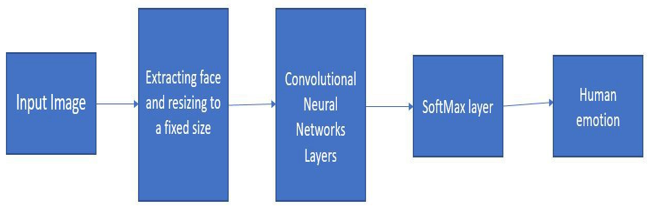 Input Image
Extracting face
and resizing to
a fixed size
Convolutional
Neural
Networks
Layers
SoftMax layer
Human
emotion